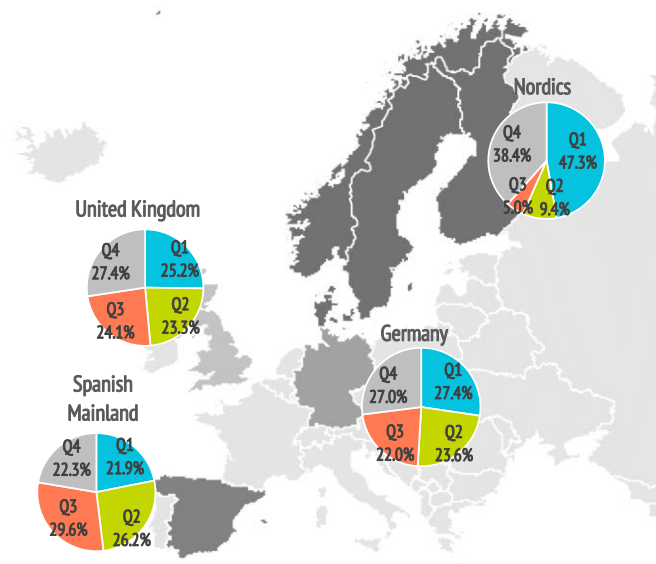 Nordics
Q4
38.4%
Q1
47.3%
Q3
5.0%
Q2
9.4%
United Kingdom
Q4
27.4%
Q1
25.2%
Q3
24.1%
Q2
23.3%
Germany
Q4
27.0%
Q1
27.4%
Q3
22.0%
Q2
23.6%
Spanish
Mainland
Q4
22.3%
Q1
21.9%
Q3
29.6%
Q2
26.2%